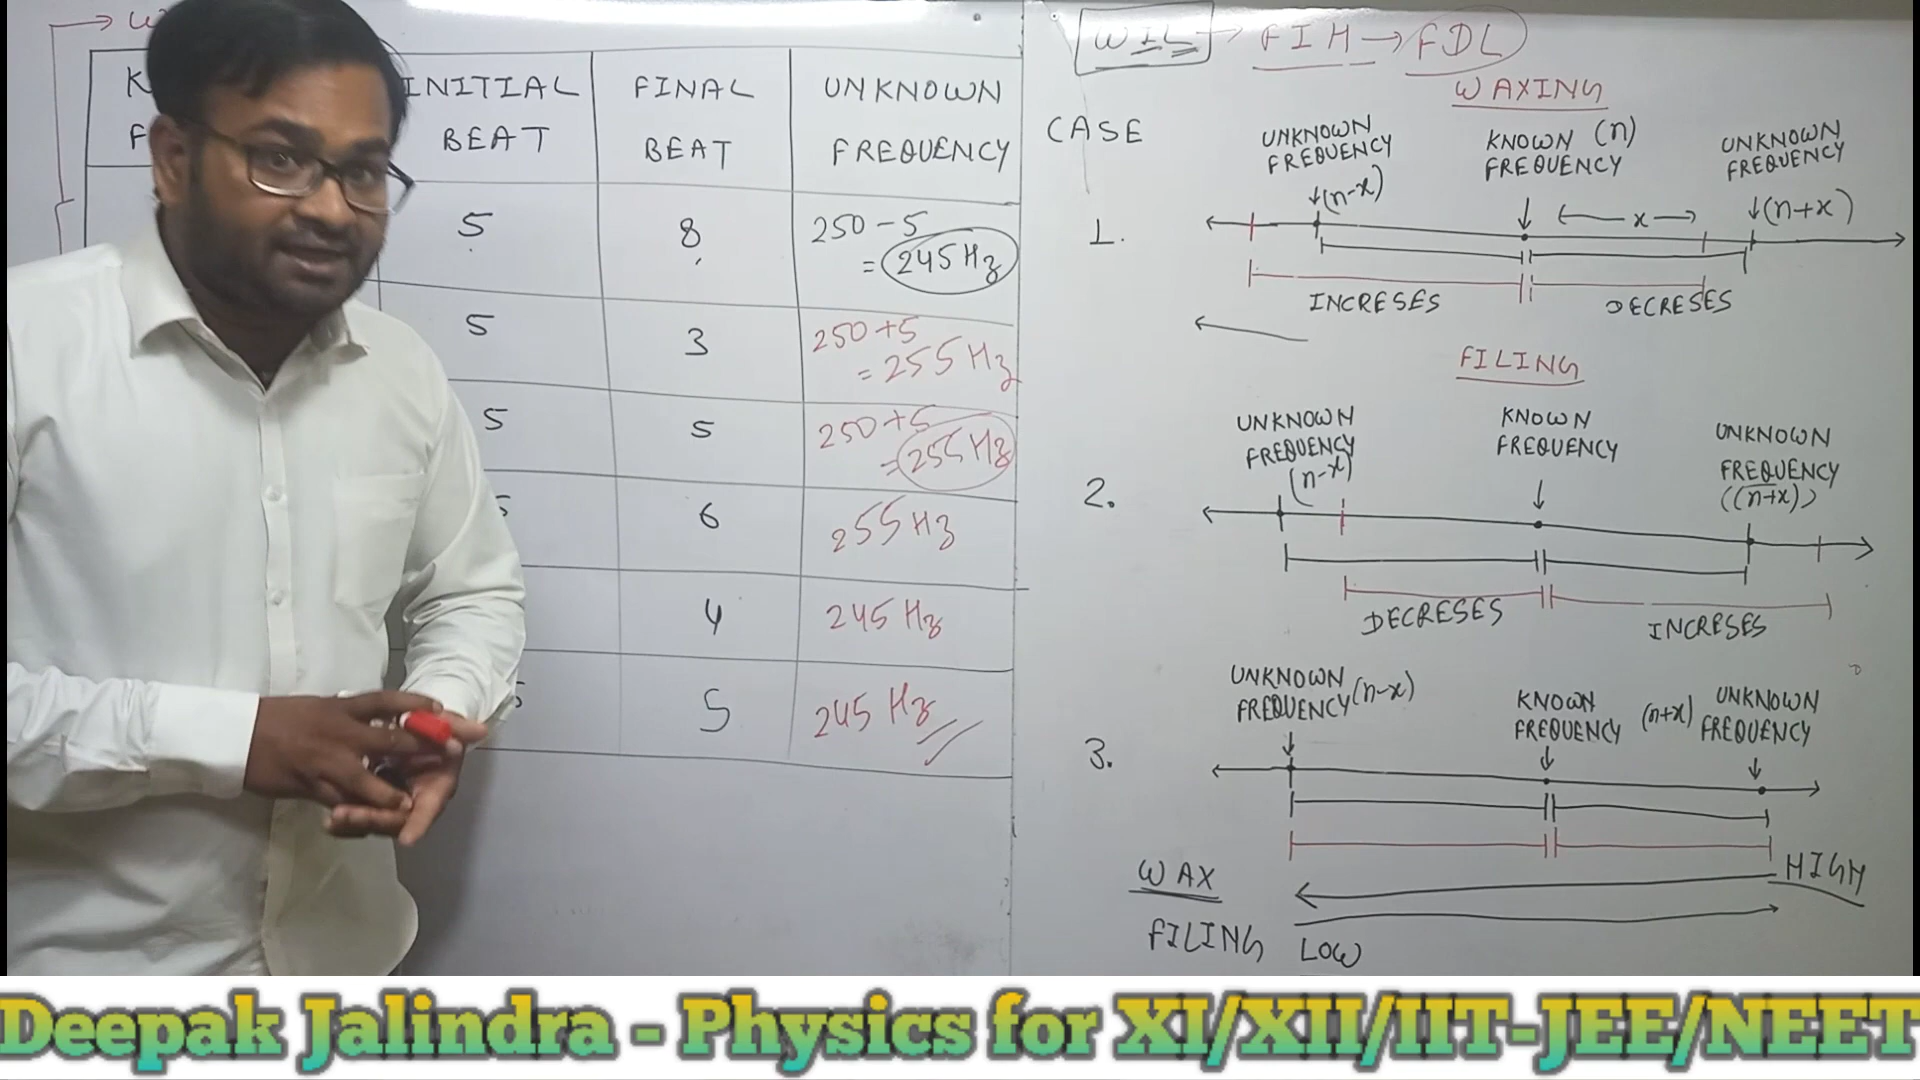 INITIAL BEAT
FINAL BEAT
UNKNOWN FREQUENCY
5
8
250 - 5
= 245 Hz
5
3
250 + 5
= 255 Hz
5
5
250 + 5
= 255 Hz
6
255 Hz
4
245 Hz
5
5
245 Hz
WIL → FIH → FDL
WAXING
CASE
UNKNOWN FREQUENCY
(n-x)
KNOWN (n) FREQUENCY
UNKNOWN FREQUENCY
(n+x)
1.
x
INCRESES
DECRESES
FILING
UNKNOWN FREQUENCY
(n-x)
KNOWN FREQUENCY
UNKNOWN FREQUENCY
((n+x))
2.
DECRESES
INCRESES
UNKNOWN FREQUENCY (n-x)
KNOWN FREQUENCY
(n+x)
UNKNOWN FREQUENCY
3.
WAX
HIGH
FILING
LOW
Deepak Jalindra - Physics for XI/XII/IIT-JEE/NEET